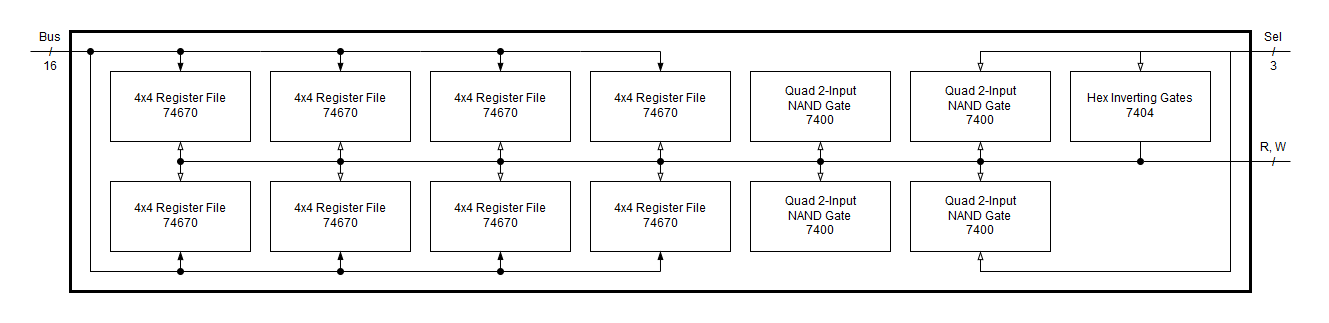 Bus
16
Sel
3
4x4 Register File
74670
4x4 Register File
74670
4x4 Register File
74670
4x4 Register File
74670
Quad 2-Input
NAND Gate
7400
Quad 2-Input
NAND Gate
7400
Hex Inverting Gates
7404
R, W
4x4 Register File
74670
4x4 Register File
74670
4x4 Register File
74670
4x4 Register File
74670
Quad 2-Input
NAND Gate
7400
Quad 2-Input
NAND Gate
7400